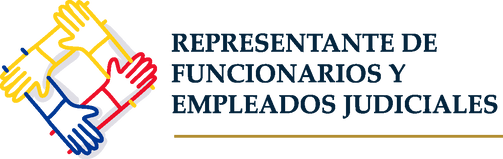 REPRESENTANTE DE
FUNCIONARIOS Y
EMPLEADOS JUDICIALES